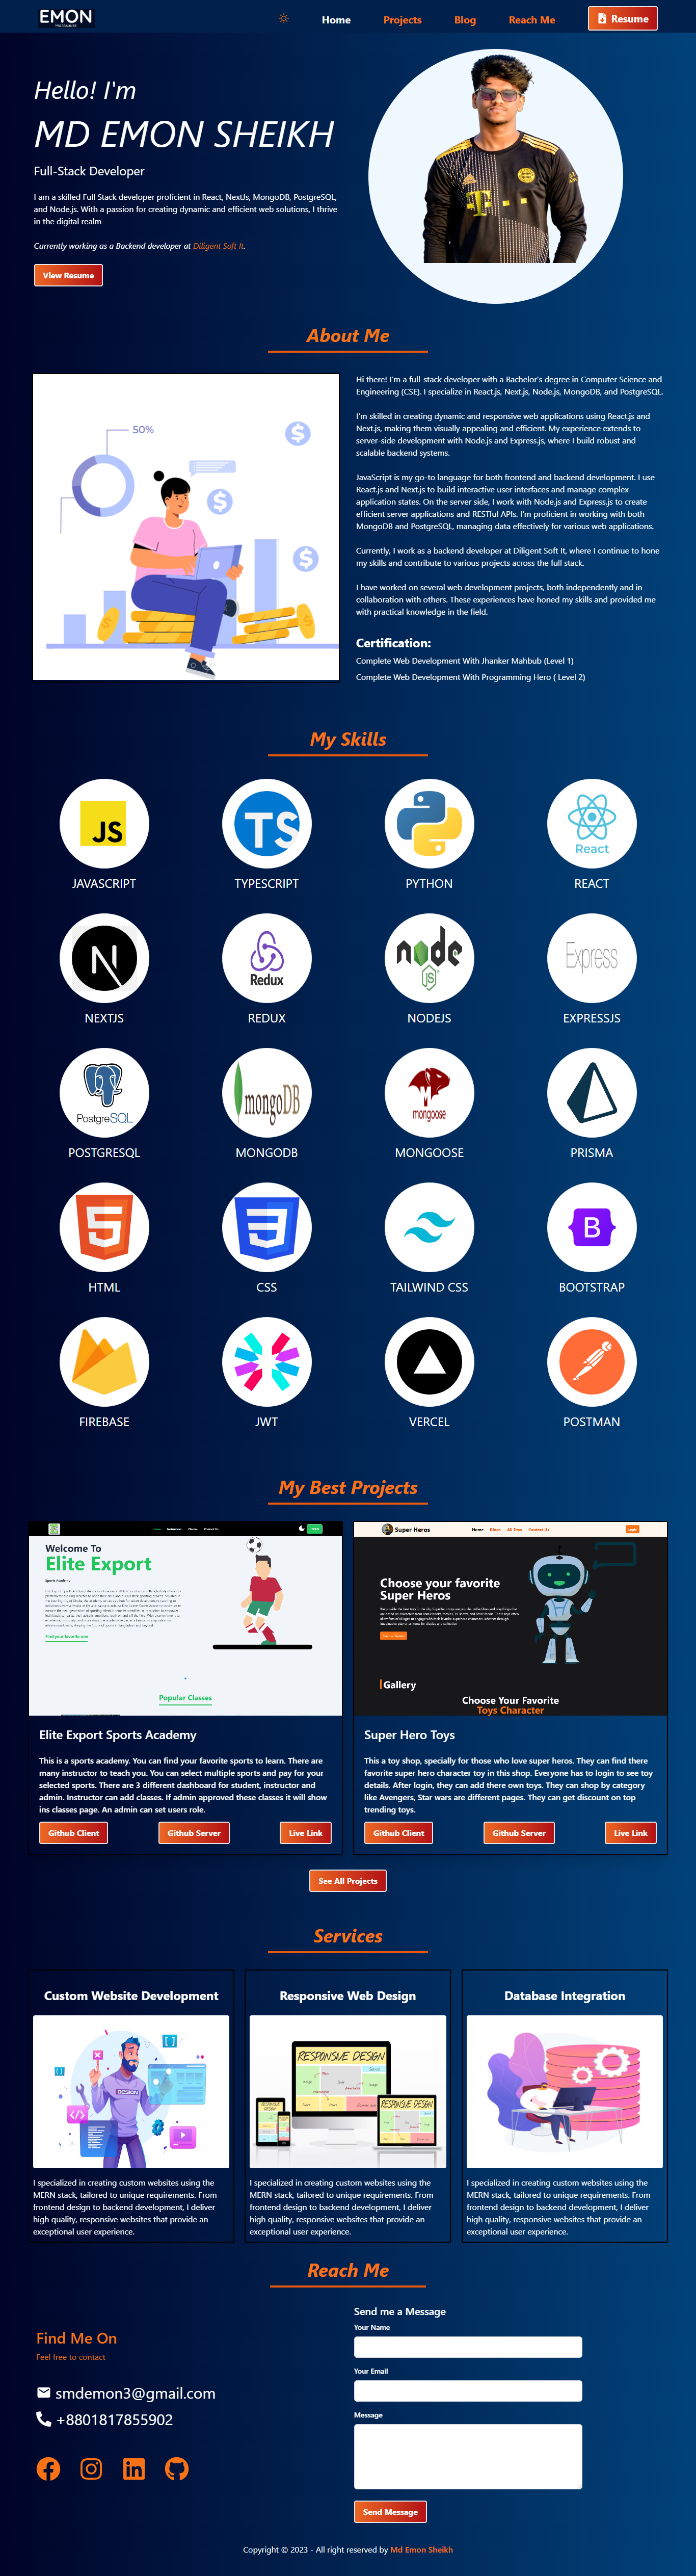 EMON
Home
Projects
Blog
Reach Me
Resume
Hello! I'm
MD EMON SHEIKH
Full-Stack Developer
I am a skilled Full Stack developer proficient in React, NextJs, MongoDB, PostgreSQL,
and Node.js. With a passion for creating dynamic and efficient web solutions, I thrive
in the digital realm
Currently working as a Backend developer at Diligent Soft It.
View Resume
About Me
50%
Hi there! I'm a full-stack developer with a Bachelor's degree in Computer Science and
Engineering (CSE). I specialize in React.js, Next.js, Node.js, MongoDB, and PostgreSQL.
I'm skilled in creating dynamic and responsive web applications using React.js and
Next.js, making them visually appealing and efficient. My experience extends to
server-side development with Node.js and Express.js, where I build robust and
scalable backend systems.
JavaScript is my go-to language for both frontend and backend development. I use
React.js and Next.js to build interactive user interfaces and manage complex
application states. On the server side, I work with Node.js and Express.js to create
efficient server applications and RESTful APIs. I'm proficient in working with both
MongoDB and PostgreSQL, managing data effectively for various web applications.
Currently, I work as a backend developer at Diligent Soft It, where I continue to hone
my skills and contribute to various projects across the full stack.
I have worked on several web development projects, both independently and in
collaboration with others. These experiences have honed my skills and provided me
with practical knowledge in the field.
Certification:
Complete Web Development With Jhanker Mahbub (Level 1)
Complete Web Development With Programming Hero ( Level 2)
My Skills
JS
TS
React
JAVASCRIPT
TYPESCRIPT
PYTHON
REACT
N
Redux
node
JS
Express
NEXTJS
REDUX
NODEJS
EXPRESSJS
PostgreSQL
mongoDB
mongoose
POSTGRESQL
MONGODB
MONGOOSE
PRISMA
5
3
B
HTML
CSS
TAILWIND CSS
BOOTSTRAP
FIREBASE
JWT
VERCEL
POSTMAN
My Best Projects
Welcome To
Elite Export
Sports Academy
Find your favorite one
Popular Classes
Super Heros
Home
Blogs
All Toys
Contact Us
Login
Choose your favorite
Super Heros
Gallery
Choose Your Favorite
Toys Character
Elite Export Sports Academy
This is a sports academy. You can find your favorite sports to learn. There are
many instructor to teach you. You can select multiple sports and pay for your
selected sports. There are 3 different dashboard for student, instructor and
admin. Instructor can add classes. If admin approved these classes it will show
ins classes page. An admin can set users role.
Github Client
Github Server
Live Link
Super Hero Toys
This a toy shop, specially for those who love super heros. They can find there
favorite super hero character toy in this shop. Everyone has to login to see toy
details. After login, they can add there own toys. They can shop by category
like Avengers, Star wars are different pages. They can get discount on top
trending toys.
Github Client
Github Server
Live Link
See All Projects
Services
Custom Website Development
DESIGN
I specialized in creating custom websites using the
MERN stack, tailored to unique requirements. From
frontend design to backend development, I deliver
high quality, responsive websites that provide an
exceptional user experience.
Responsive Web Design
RESPONSIVE DESIGN
RESPONSIVE DESIGN
I specialized in creating custom websites using the
MERN stack, tailored to unique requirements. From
frontend design to backend development, I deliver
high quality, responsive websites that provide an
exceptional user experience.
Database Integration
I specialized in creating custom websites using the
MERN stack, tailored to unique requirements. From
frontend design to backend development, I deliver
high quality, responsive websites that provide an
exceptional user experience.
Reach Me
Find Me On
Feel free to contact
smdemon3@gmail.com
+8801817855902
Send me a Message
Your Name
Your Email
Message
Send Message
Copyright © 2023 - All right reserved by Md Emon Sheikh